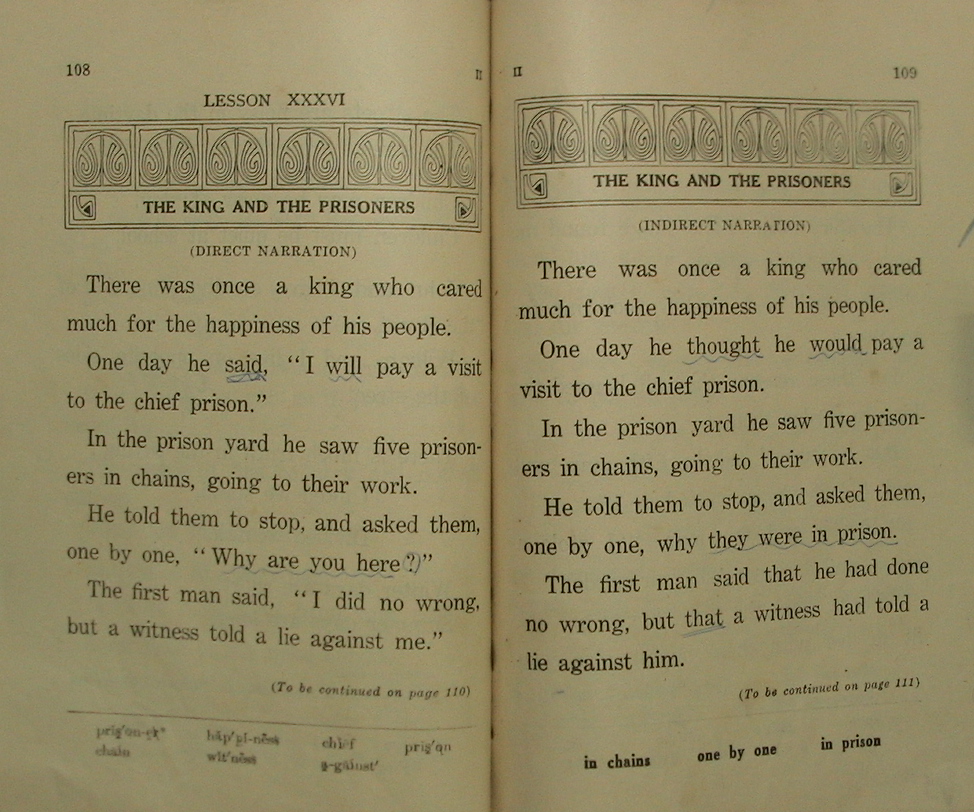 108 II
LESSON XXXVI
THE KING AND THE PRISONERS
(DIRECT NARRATION)
There was once a king who cared
much for the happiness of his people.
One day he said, “I will pay a visit
to the chief prison.”
In the prison yard he saw five prison-
ers in chains, going to their work.
He told them to stop, and asked them,
one by one, “Why are you here?)”
The first man said, “I did no wrong,
but a witness told a lie against me.”
(To be continued on page 110)
hăp'pĭ-nĕss chief
chain wĭt'nĕss
II 109
THE KING AND THE PRISONERS
(INDIRECT NARRATION)
There was once a king who cared
much for the happiness of his people.
One day he thought he would pay a
visit to the chief prison.
In the prison yard he saw five prison-
ers in chains, going to their work.
He told them to stop, and asked them,
one by one, why they were in prison.
The first man said that he had done
no wrong, but that a witness had told a
lie against him.
(To be continued on page 111)
in chains one by one in prison